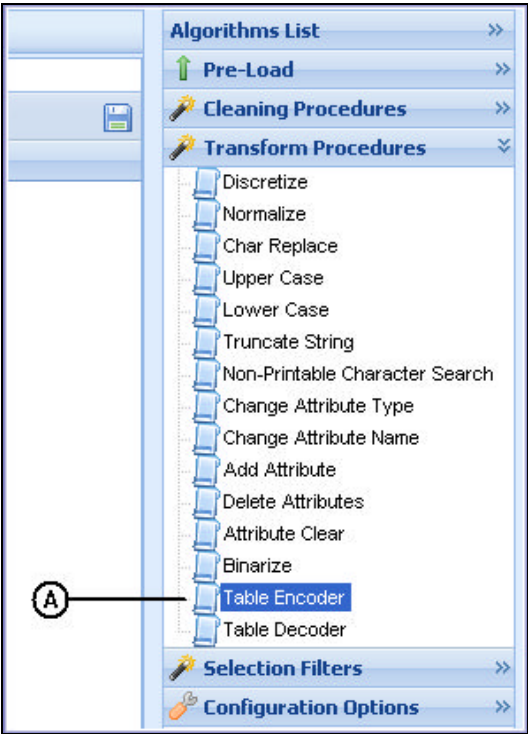 Algorithms List
Pre-Load
Cleaning Procedures
Transform Procedures
Discretize
Normalize
Char Replace
Upper Case
Lower Case
Truncate String
Non-Printable Character Search
Change Attribute Type
Change Attribute Name
Add Attribute
Delete Attributes
Attribute Clear
Binarize
A Table Encoder
Table Decoder
Selection Filters
Configuration Options